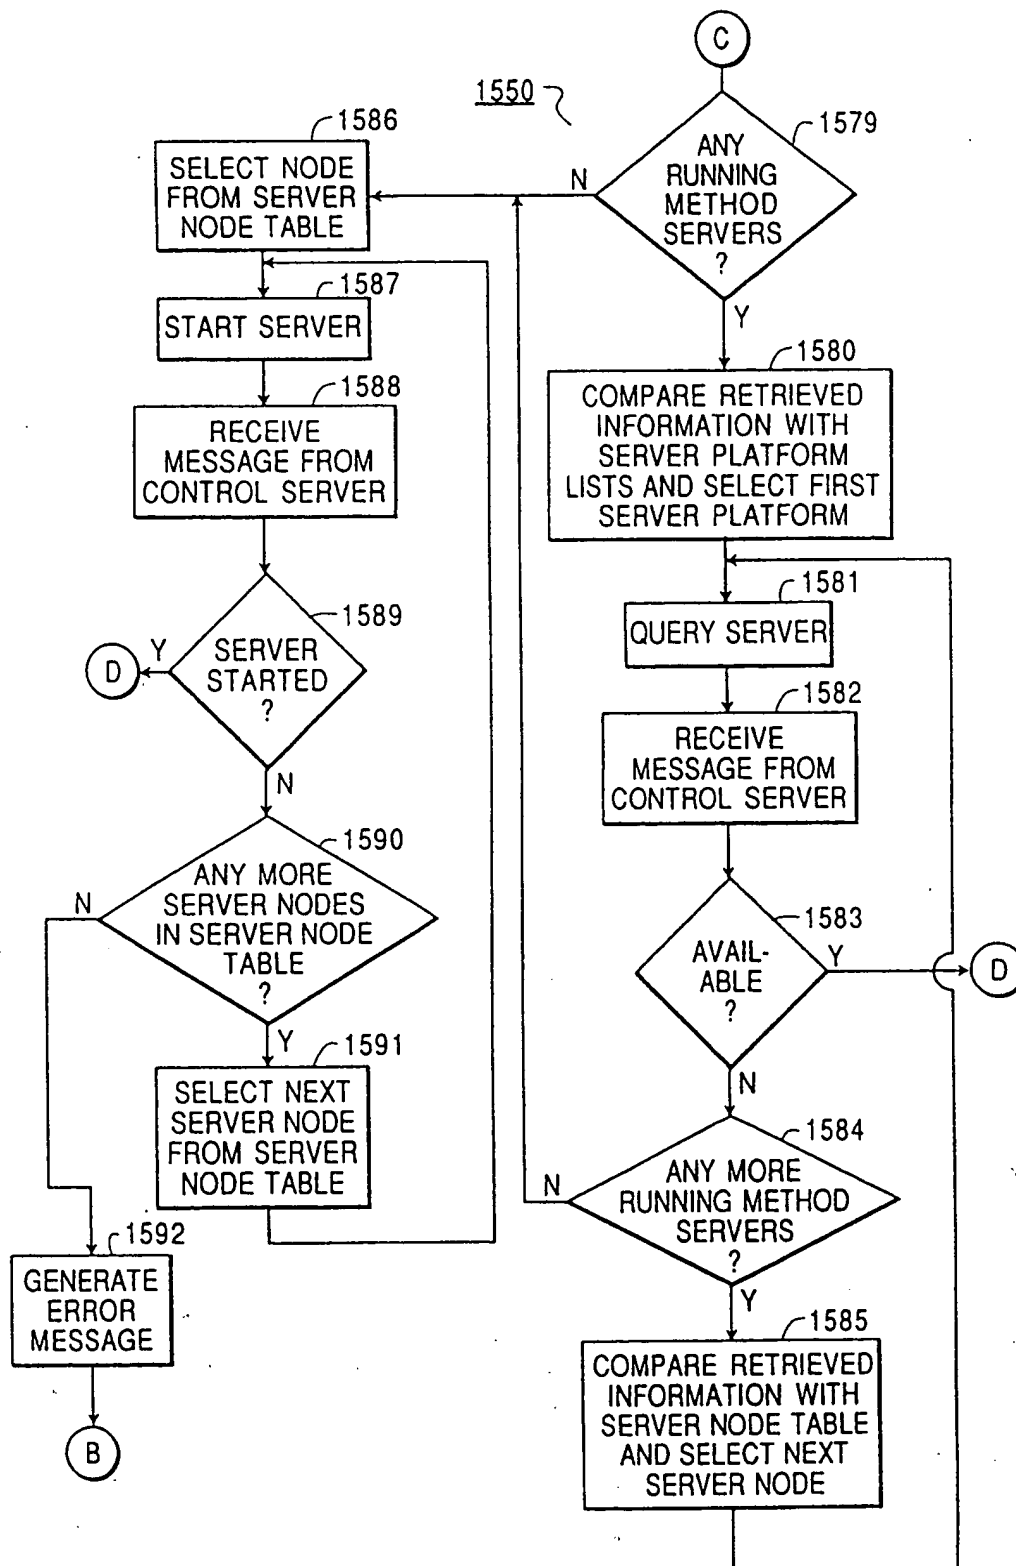 C
1550
1579
ANY
RUNNING
METHOD
SERVERS
?
N
Y
1586
SELECT NODE
FROM SERVER
NODE TABLE
1587
START SERVER
1588
RECEIVE
MESSAGE FROM
CONTROL SERVER
1589
SERVER
STARTED
?
Y
D
N
1590
ANY MORE
SERVER NODES
IN SERVER NODE
TABLE
?
N
Y
1591
SELECT NEXT
SERVER NODE
FROM SERVER
NODE TABLE
1592
GENERATE
ERROR
MESSAGE
B
1580
COMPARE RETRIEVED
INFORMATION WITH
SERVER PLATFORM
LISTS AND SELECT FIRST
SERVER PLATFORM
1581
QUERY SERVER
1582
RECEIVE
MESSAGE FROM
CONTROL SERVER
1583
AVAIL-
ABLE
?
Y
D
N
1584
ANY MORE
RUNNING METHOD
SERVERS
?
N
Y
1585
COMPARE RETRIEVED
INFORMATION WITH
SERVER NODE TABLE
AND SELECT NEXT
SERVER NODE